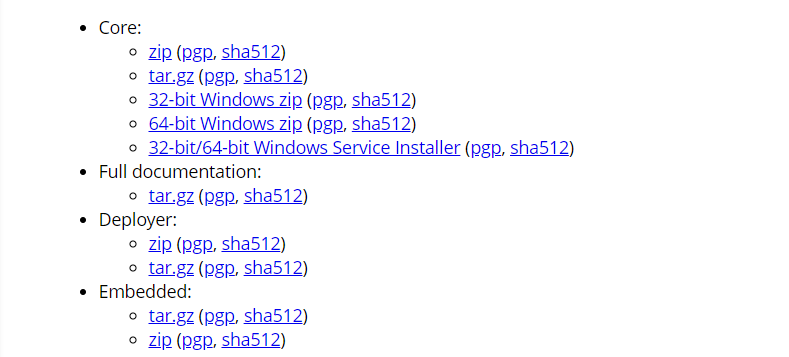 Core:
zip (pgp, sha512)
tar.gz (pgp, sha512)
32-bit Windows zip (pgp, sha512)
64-bit Windows zip (pgp, sha512)
32-bit/64-bit Windows Service Installer (pgp, sha512)
Full documentation:
tar.gz (pgp, sha512)
Deployer:
zip (pgp, sha512)
tar.gz (pgp, sha512)
Embedded:
tar.gz (pgp, sha512)
zip (pgp, sha512)